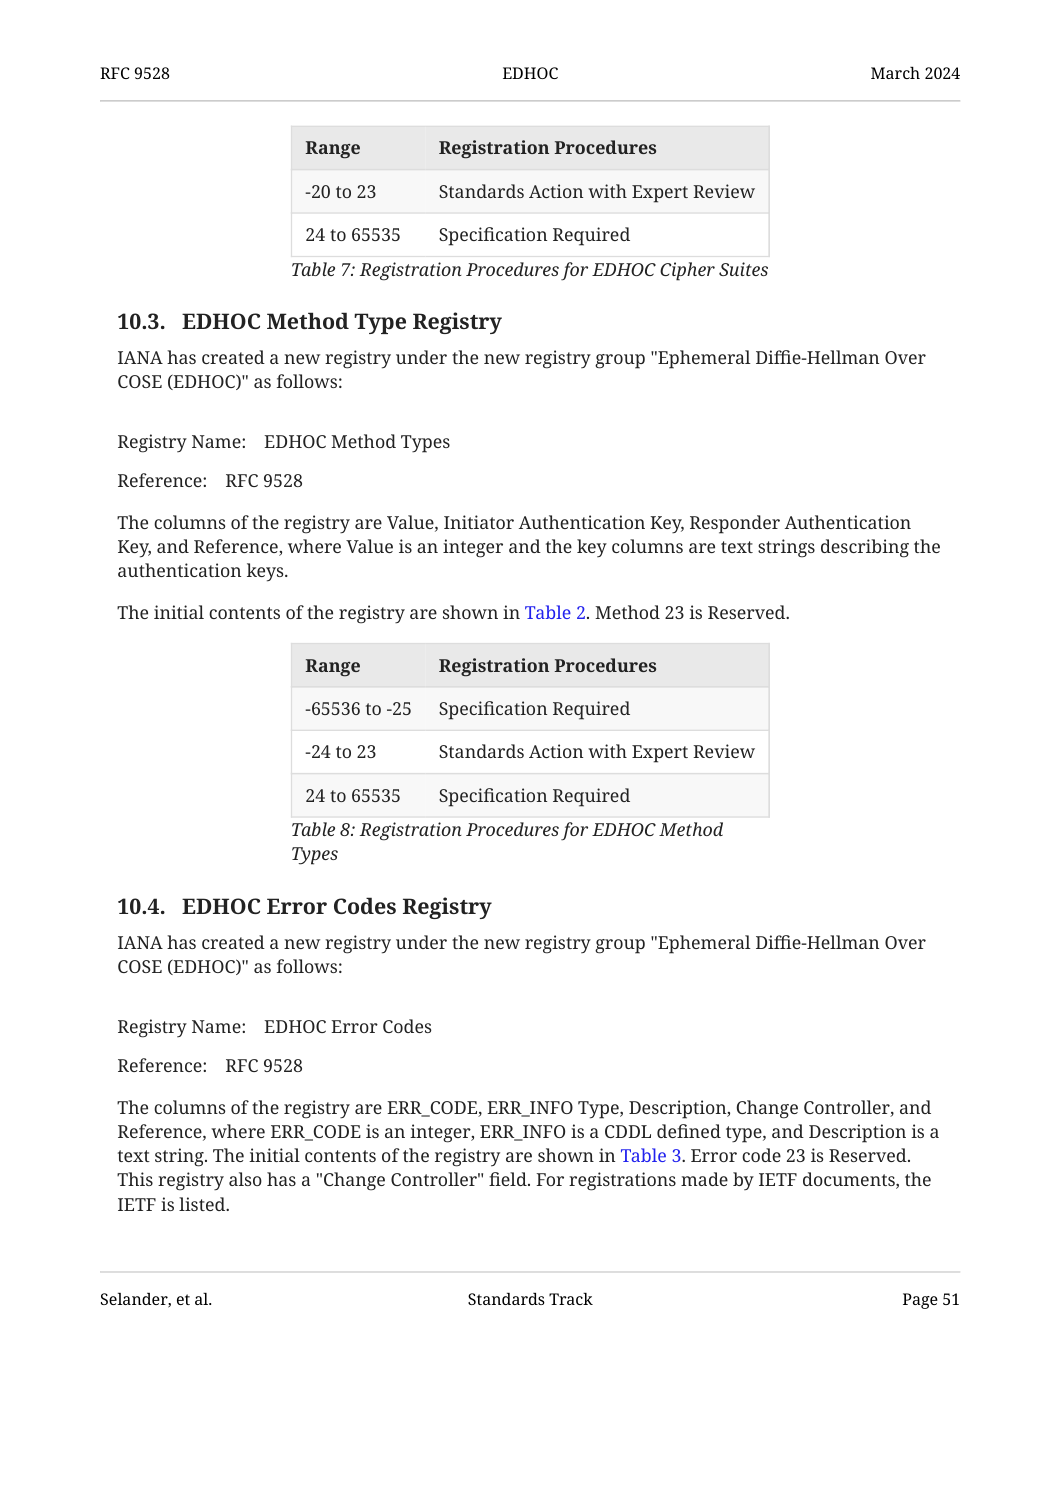 RFC 9528 EDHOC March 2024
Range Registration Procedures
-20 to 23 Standards Action with Expert Review
24 to 65535 Specification Required
Table 7: Registration Procedures for EDHOC Cipher Suites
10.3. EDHOC Method Type Registry
IANA has created a new registry under the new registry group "Ephemeral Diffie-Hellman Over
COSE (EDHOC)" as follows:
Registry Name: EDHOC Method Types
Reference: RFC 9528
The columns of the registry are Value, Initiator Authentication Key, Responder Authentication
Key, and Reference, where Value is an integer and the key columns are text strings describing the
authentication keys.
The initial contents of the registry are shown in Table 2. Method 23 is Reserved.
Range Registration Procedures
-65536 to -25 Specification Required
-24 to 23 Standards Action with Expert Review
24 to 65535 Specification Required
Table 8: Registration Procedures for EDHOC Method
Types
10.4. EDHOC Error Codes Registry
IANA has created a new registry under the new registry group "Ephemeral Diffie-Hellman Over
COSE (EDHOC)" as follows:
Registry Name: EDHOC Error Codes
Reference: RFC 9528
The columns of the registry are ERR_CODE, ERR_INFO Type, Description, Change Controller, and
Reference, where ERR_CODE is an integer, ERR_INFO is a CDDL defined type, and Description is a
text string. The initial contents of the registry are shown in Table 3. Error code 23 is Reserved.
This registry also has a "Change Controller" field. For registrations made by IETF documents, the
IETF is listed.
Selander, et al. Standards Track Page 51